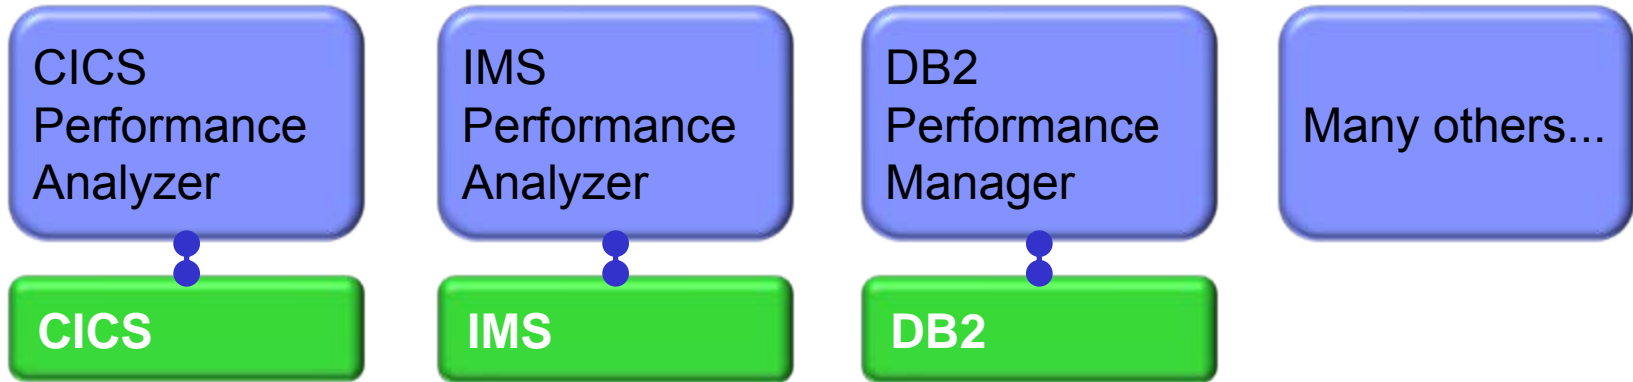 CICS
Performance
Analyzer
IMS
Performance
Analyzer
DB2
Performance
Manager
Many others...
CICS
IMS
DB2